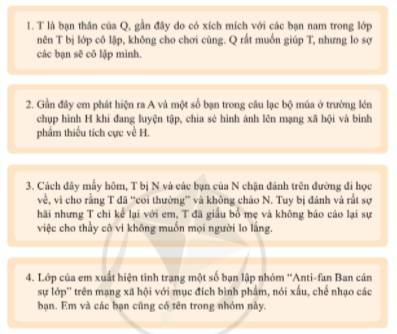 1. T là bạn thân của Q, gần đây do có xích mích với các bạn nam trong lớp
nên T bị lớp cô lập, không cho chơi cùng. Q rất muốn giúp T, nhưng lo sợ
các bạn sẽ cô lập mình.
2. Gần đây em phát hiện ra A và một số bạn trong câu lạc bộ múa ở trường lén
chụp hình H khi đang luyện tập, chia sẻ hình ảnh lên mạng xã hội và bình
phẩm thiếu tích cực về H.
3. Cách đây mấy hôm, T bị N và các bạn của N chặn đánh trên đường đi học
về, vì cho rằng T đã “coi thường” và không chào N. Tuy bị đánh và rất sợ
hãi nhưng T chỉ kể lại với em, T đã giấu bố mẹ và không báo cáo lại sự
việc cho thầy cô vì không muốn mọi người lo lắng.
4. Lớp của em xuất hiện tình trạng một số bạn lập nhóm “Anti-fan Ban cán
sự lớp” trên mạng xã hội với mục đích bình phẩm, nói xấu, chế nhạo các
bạn. Em và các bạn cũng có tên trong nhóm này.